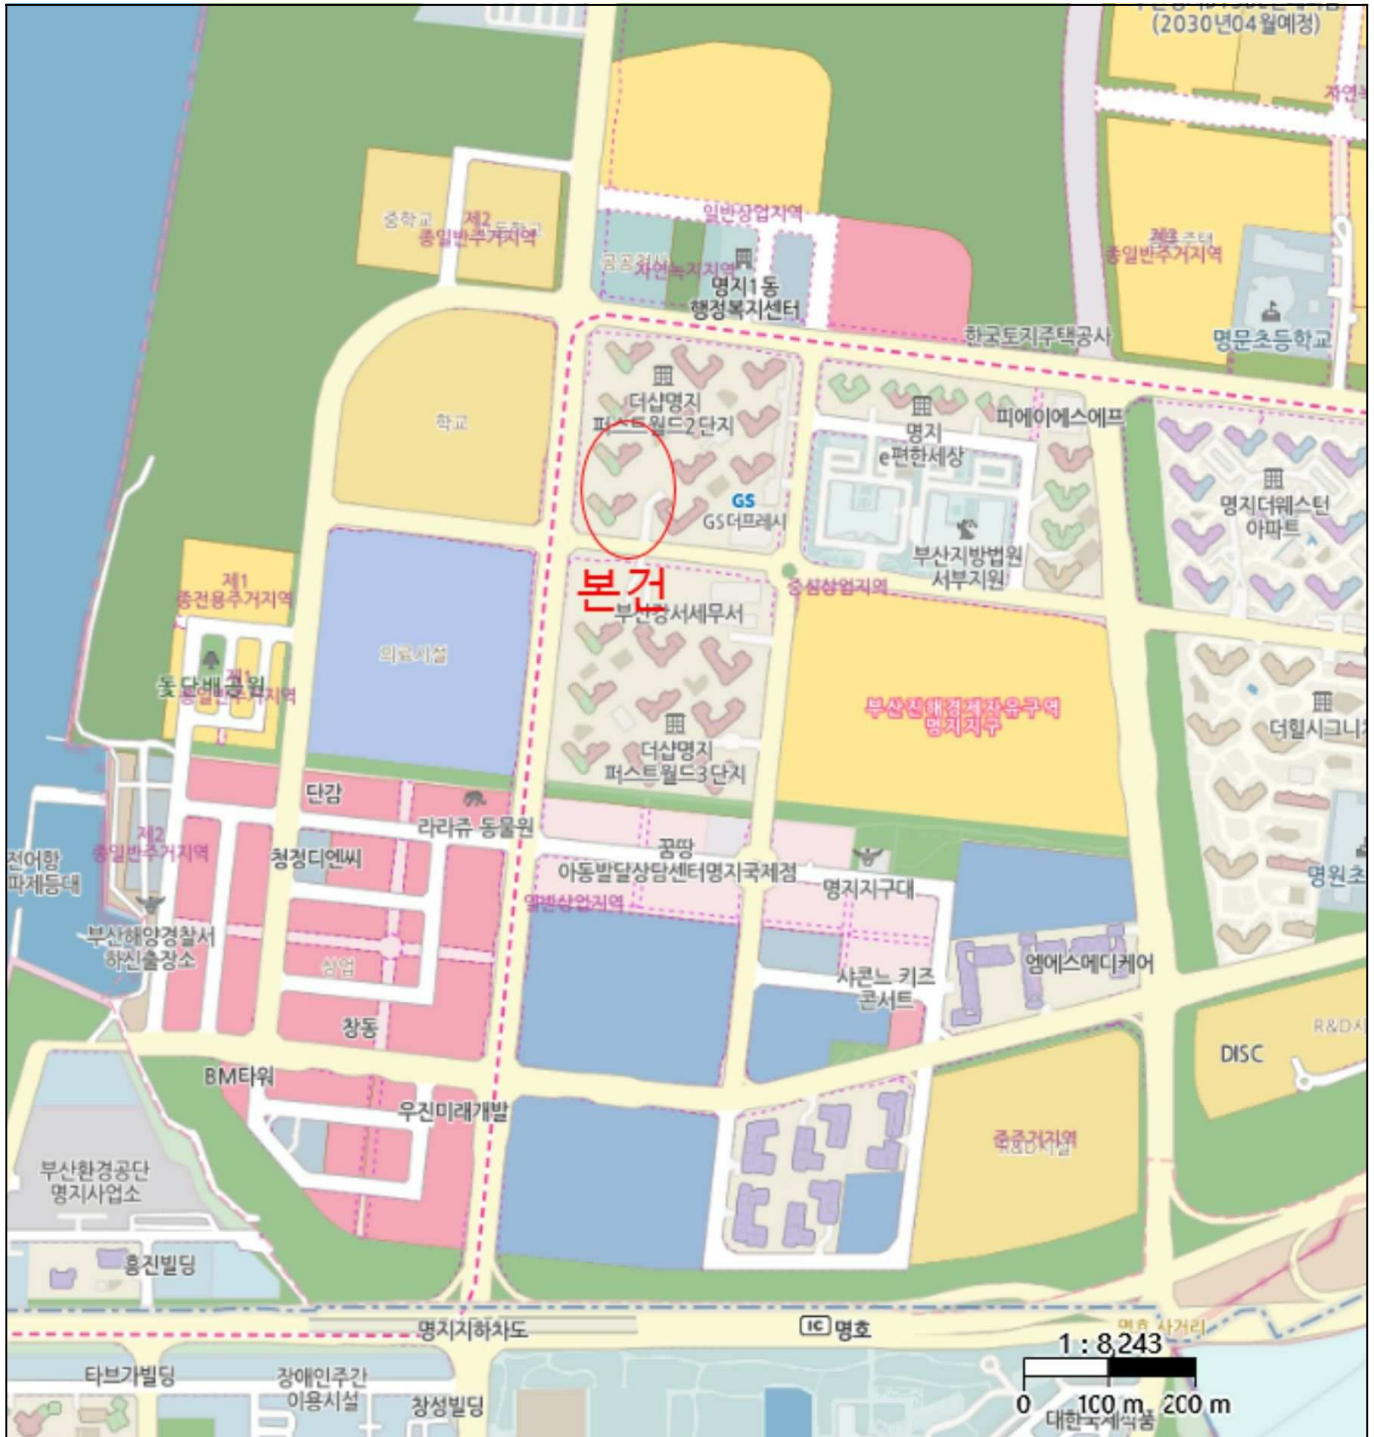 (2030년04월예정)
중학교
제2
종일반주거지역
일반상업지역
자연녹지지역
명지1동
행정복지센터
한국토지주택공사
종일반주거지역
명문초등학교
학교
더샵명지
퍼스트월드2단지
명지
e편한세상
피에이에스에프
GS
GS더프레시
명지더웨스턴
아파트
부산지방법원
서부지원
중심상업지역
본건
부산강서세무서
제1
종전용주거지역
의료시설
제1
종일반주거지역
돛단배공원
부산진해경제자유구역
명지지구
더샵명지
퍼스트월드3단지
더힐시그니
단감
라라쥬 동물원
제2
종일반주거지역
청정디엔씨
꿈땅
아동발달상담센터명지국제점
명지지구대
전어항
파제등대
명원초
일반상업지역
부산해양경찰서
하신출장소
상업
샤콘느 키즈
콘서트
엠에스메디케어
창동
R&D시
DISC
BM타워
우진미래개발
준주거지역
R&D시설
부산환경공단
명지사업소
흥진빌딩
명지지하차도
IC 명호
명호 사거리
1 : 8,243
0 100 m 200 m
타브가빌딩
장애인주간
이용시설
창성빌딩
대한국제식품